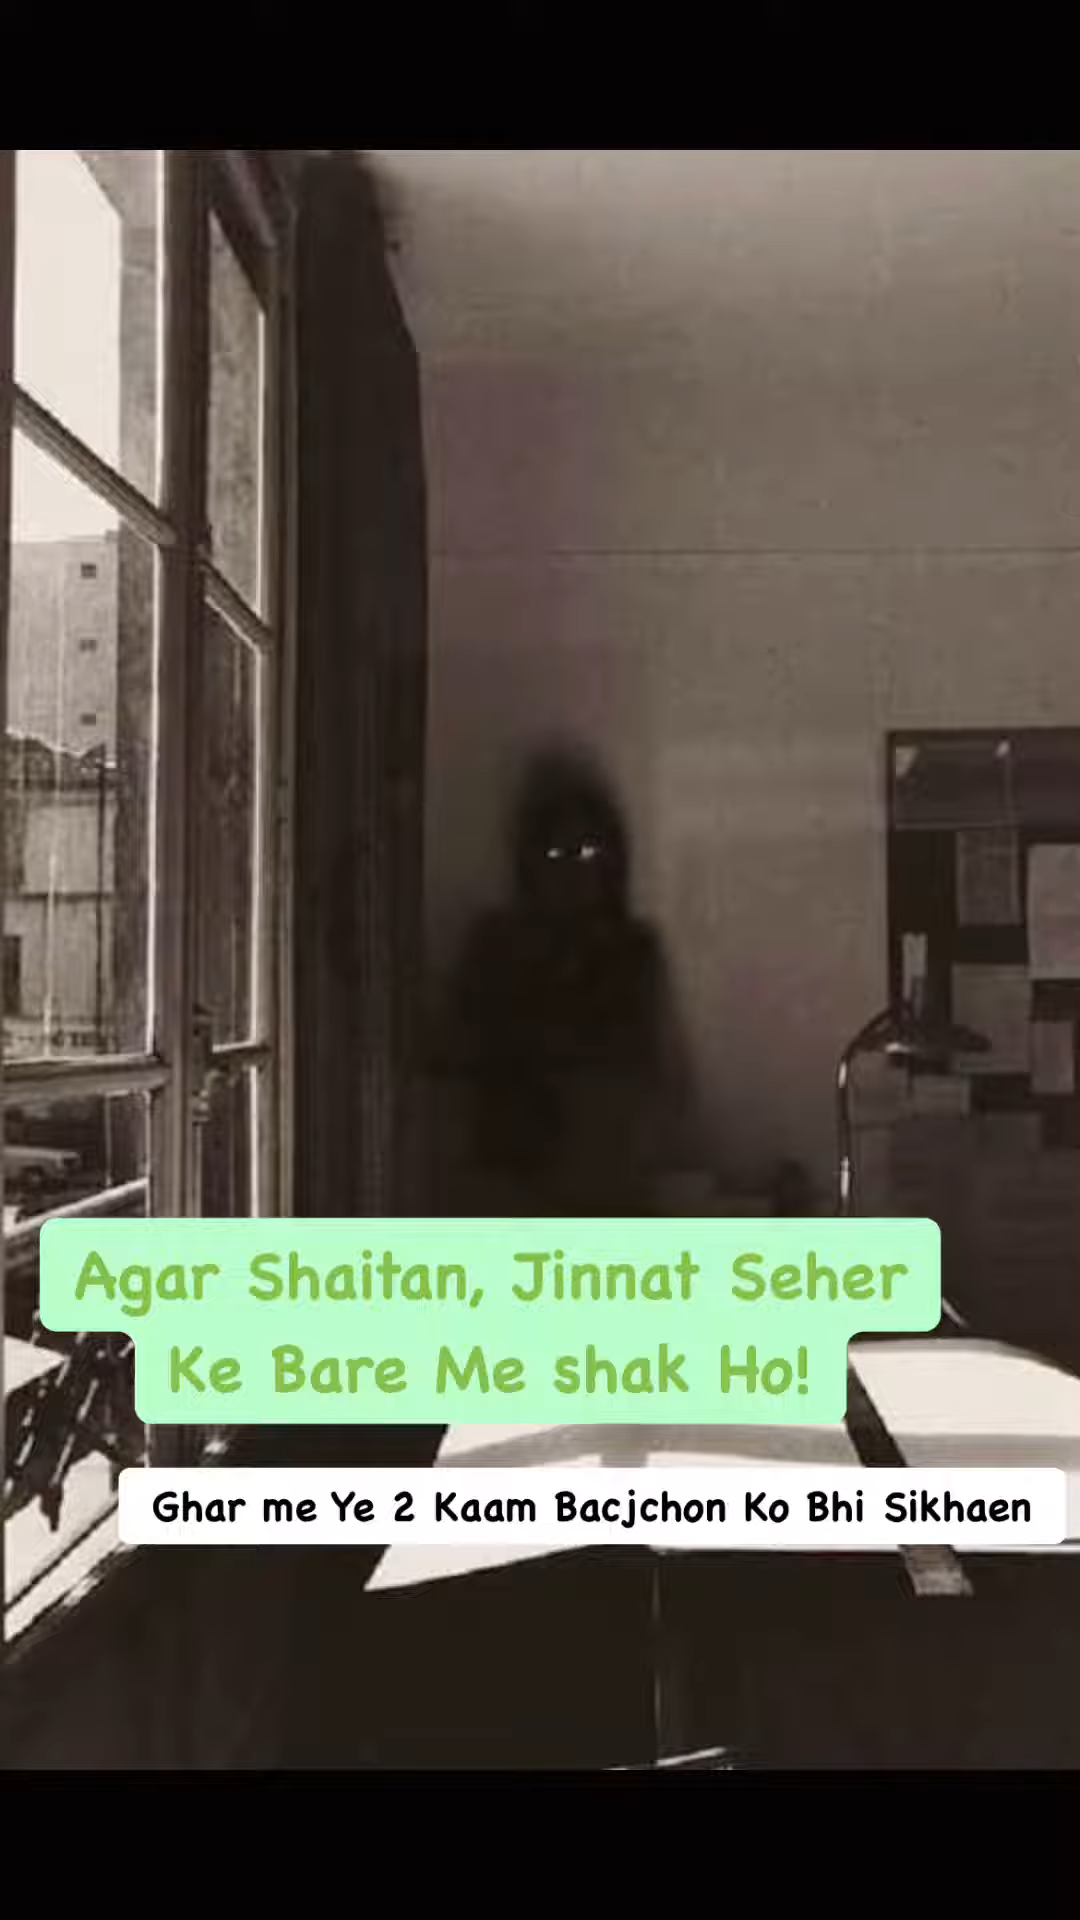 Agar Shaitan, Jinnat Seher
Ke Bare Me shak Ho!
Ghar me Ye 2 Kaam Bacjchon Ko Bhi Sikhaen